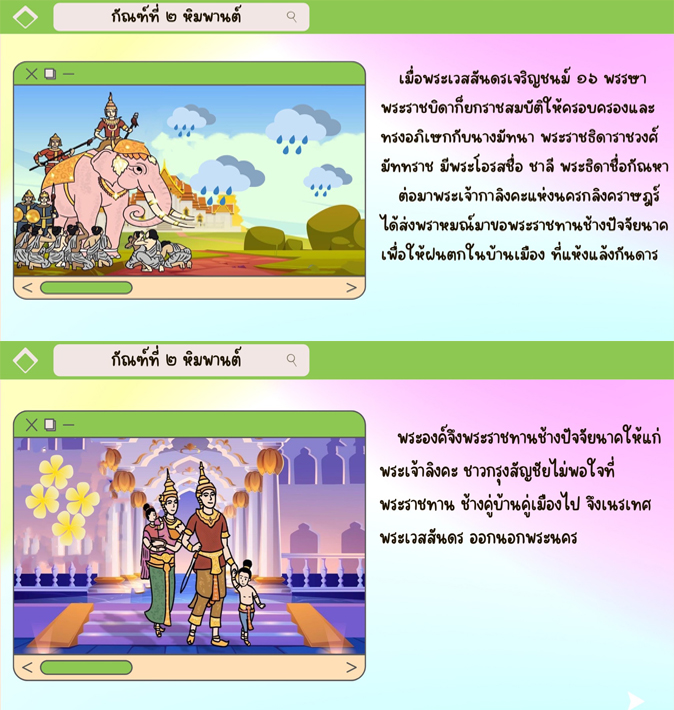 กัณฑ์ที่ ๒ หิมพานต์
เมื่อพระเวสสันดรเจริญชนม์ ๑๖ พรรษา
พระราชบิดาก็ยกราชสมบัติให้ครอบครองและ
ทรงอภิเษกกับนางมัทนา พระราชธิดาราชวงศ์
มัททราช มีพระโอรสชื่อ ชาลี พระธิดาชื่อกัณหา
ต่อมาพระเจ้ากาลิงคะแห่งนครกลิงคราษฎร์
ได้ส่งพราหมณ์มาขอพระราชทานช้างปัจจัยนาค
เพื่อให้ฝนตกในบ้านเมือง ที่แห้งแล้งกันดาร
กัณฑ์ที่ ๒ หิมพานต์
พระองค์จึงพระราชทานช้างปัจจัยนาคให้แก่
พระเจ้าลิงคะ ชาวกรุงสัญชัยไม่พอใจที่
พระราชทาน ช้างคู่บ้านคู่เมืองไป จึงเนรเทศ
พระเวสสันดร ออกนอกพระนคร